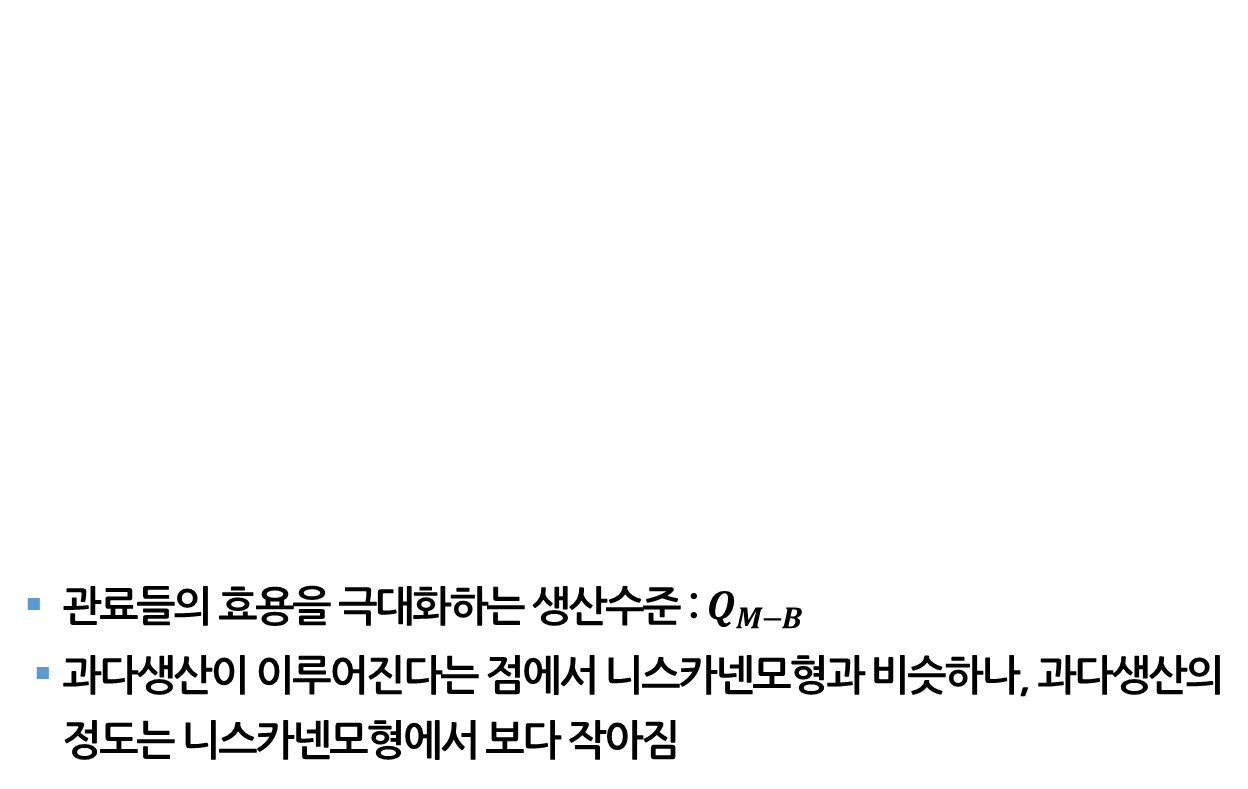 ▪ 관료들의 효용을 극대화하는 생산수준 : Q_{M−B}
▪ 과다생산이 이루어진다는 점에서 니스카넨모형과 비슷하나, 과다생산의
정도는 니스카넨모형에서 보다 작아짐